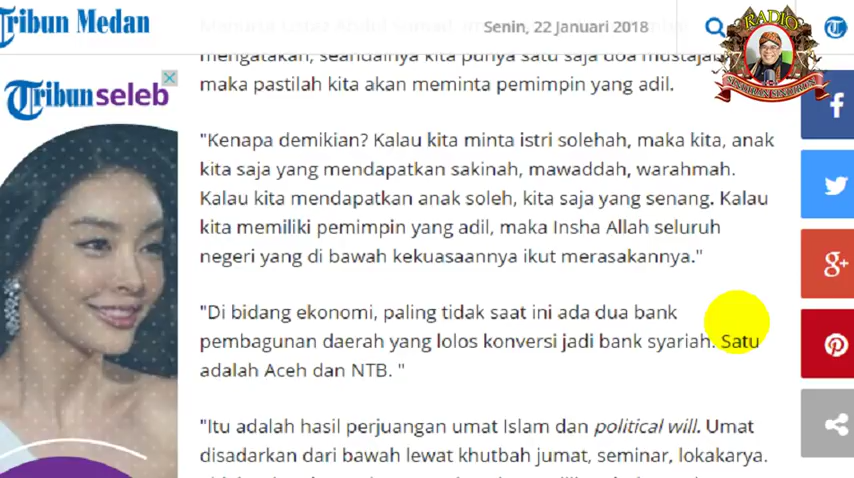 Tribun Medan
Senin, 22 Januari 2018
RADIO
Tribunseleb
mengatakan, seandainya kita punya satu saja doa mustajab
maka pastilah kita akan meminta pemimpin yang adil.
"Kenapa demikian? Kalau kita minta istri solehah, maka kita, anak
kita saja yang mendapatkan sakinah, mawaddah, warahmah.
Kalau kita mendapatkan anak soleh, kita saja yang senang. Kalau
kita memiliki pemimpin yang adil, maka Insha Allah seluruh
negeri yang di bawah kekuasaannya ikut merasakannya."
"Di bidang ekonomi, paling tidak saat ini ada dua bank
pembagunan daerah yang lolos konversi jadi bank syariah. Satu
adalah Aceh dan NTB. "
"Itu adalah hasil perjuangan umat Islam dan political will. Umat
disadarkan dari bawah lewat khutbah jumat, seminar, lokakarya.